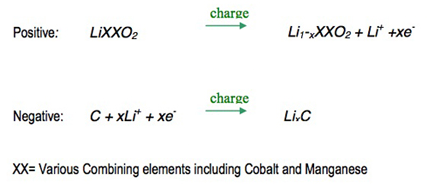 charge
Positive: LiXXO₂ Li₁-ₓXXO₂ + Li⁺ +xe⁻
charge
Negative: C + xLi⁺ + xe⁻ LiₓC
XX= Various Combining elements including Cobalt and Manganese